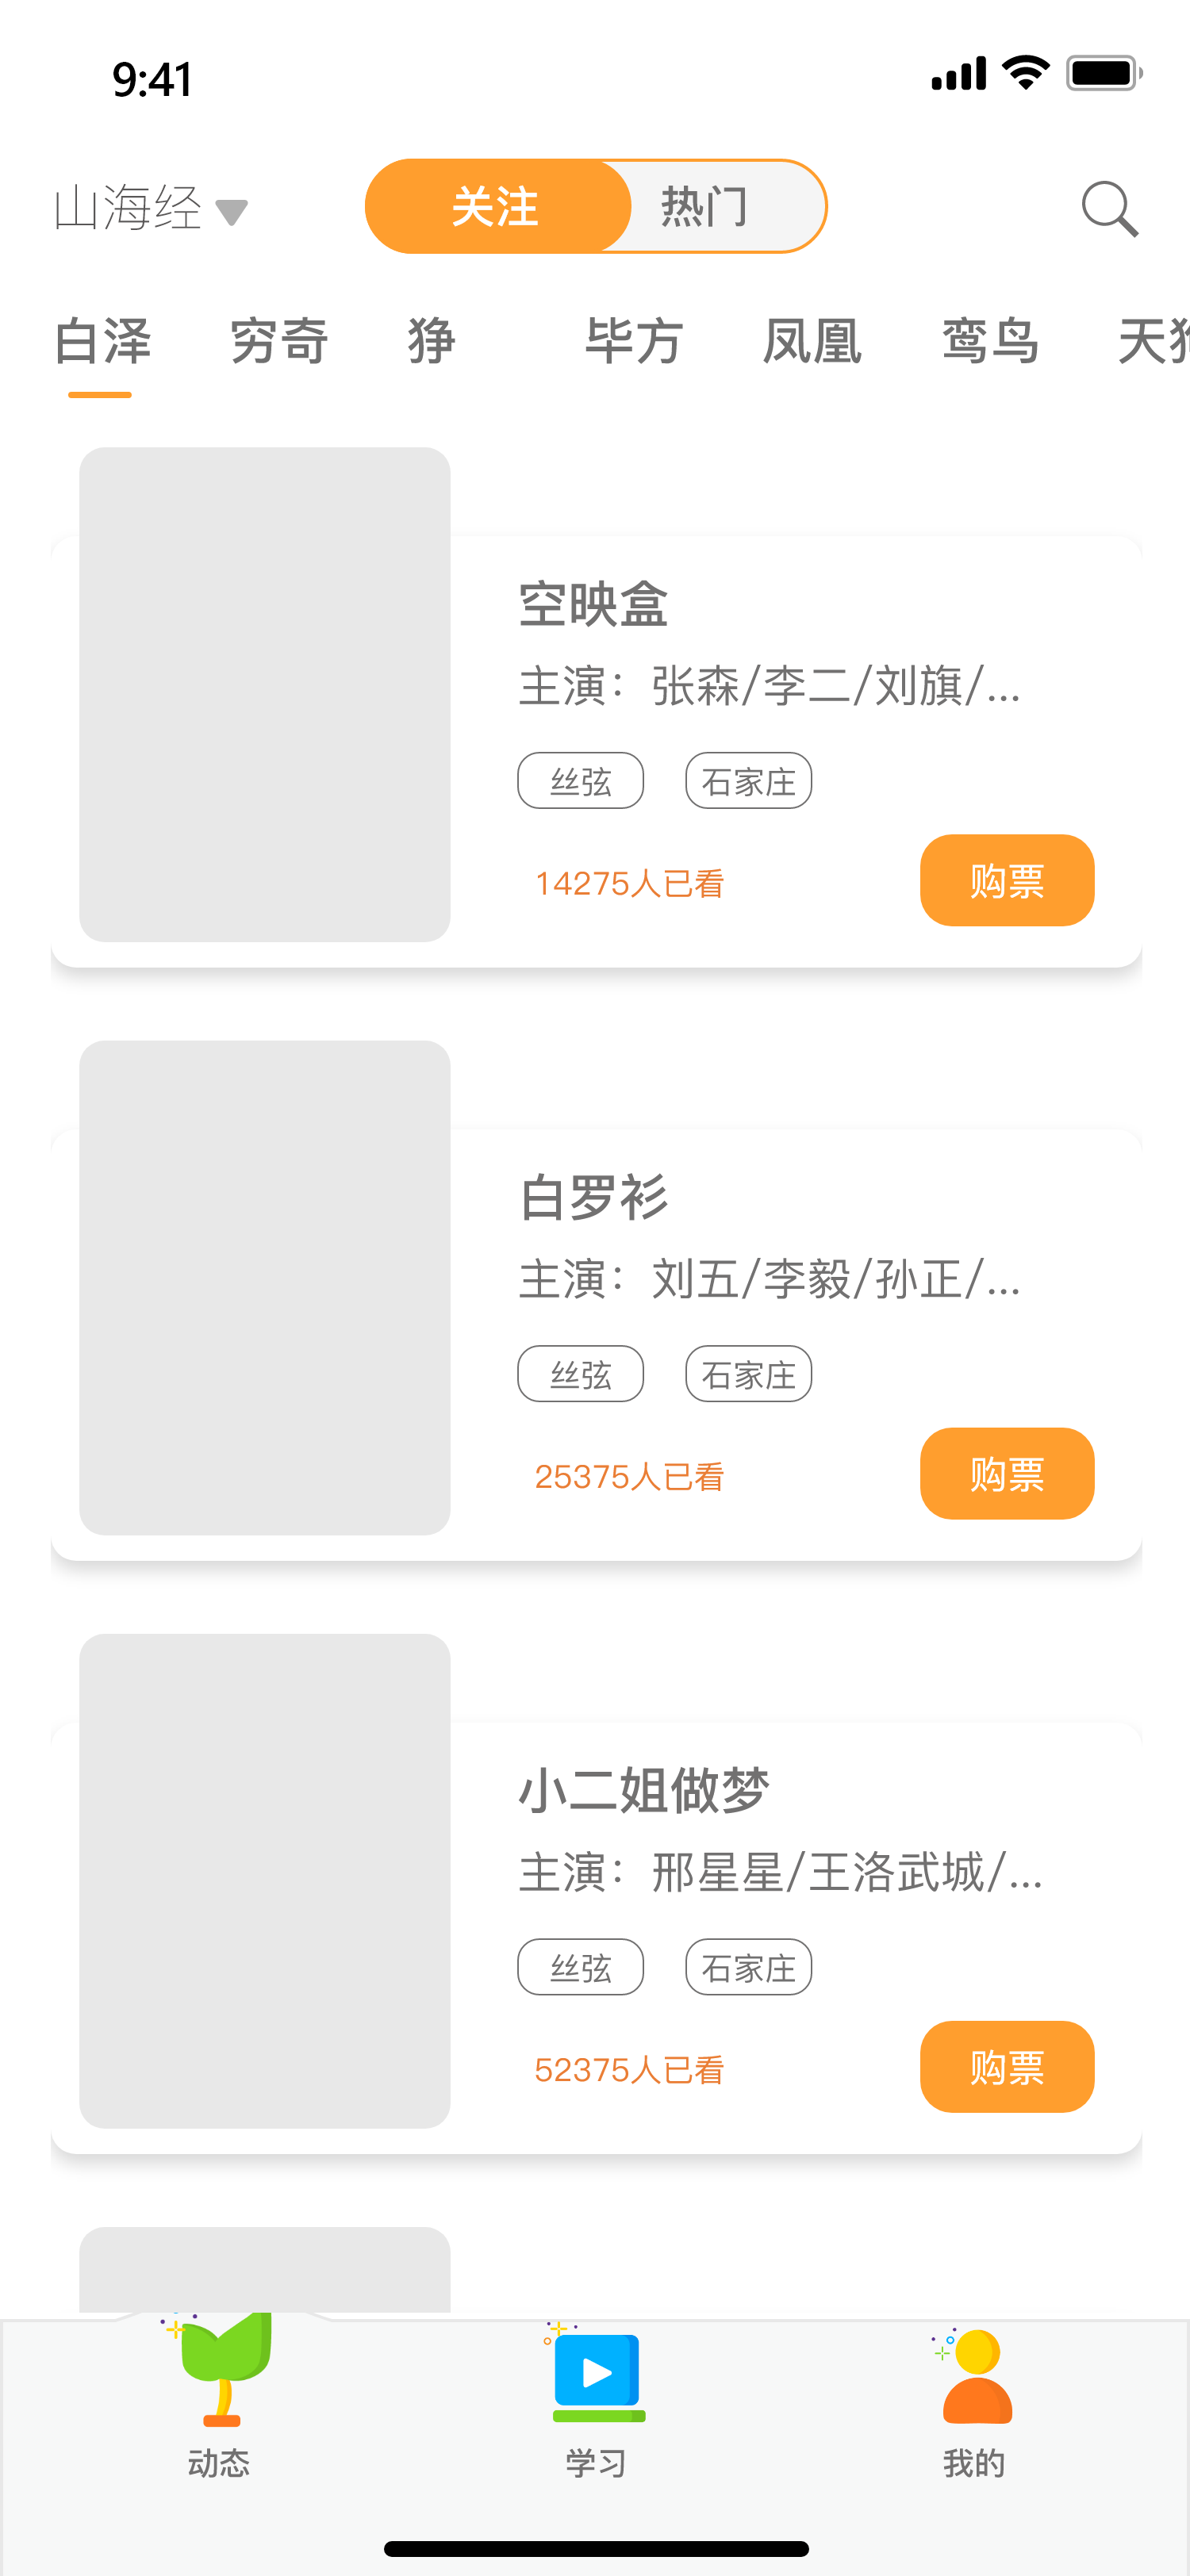 9:41
山海经
关注
热门
白泽 穷奇 狰 毕方 凤凰 鸾鸟 天
空映盒
主演：张森/李二/刘旗/...
丝弦 石家庄
14275人已看
购票
白罗衫
主演：刘五/李毅/孙正/...
丝弦 石家庄
25375人已看
购票
小二姐做梦
主演：邢星星/王洛武城/...
丝弦 石家庄
52375人已看
购票
动态 学习 我的